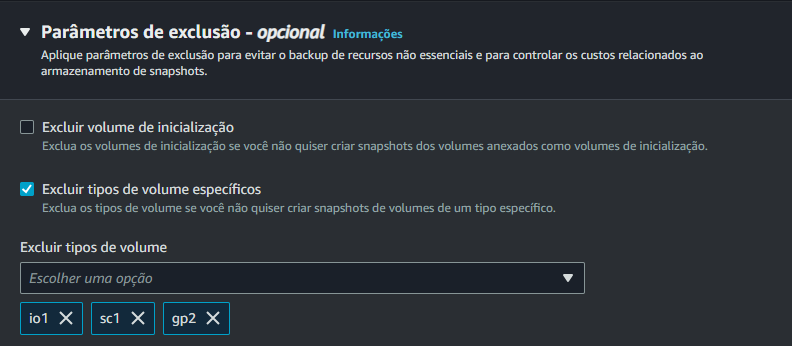 Parâmetros de exclusão - opcional Informações
Aplique parâmetros de exclusão para evitar o backup de recursos não essenciais e para controlar os custos relacionados ao
armazenamento de snapshots.
Excluir volume de inicialização
Exclua os volumes de inicialização se você não quiser criar snapshots dos volumes anexados como volumes de inicialização.
Excluir tipos de volume específicos
Exclua os tipos de volume se você não quiser criar snapshots de volumes de um tipo específico.
Excluir tipos de volume
Escolher uma opção
io1 sc1 gp2